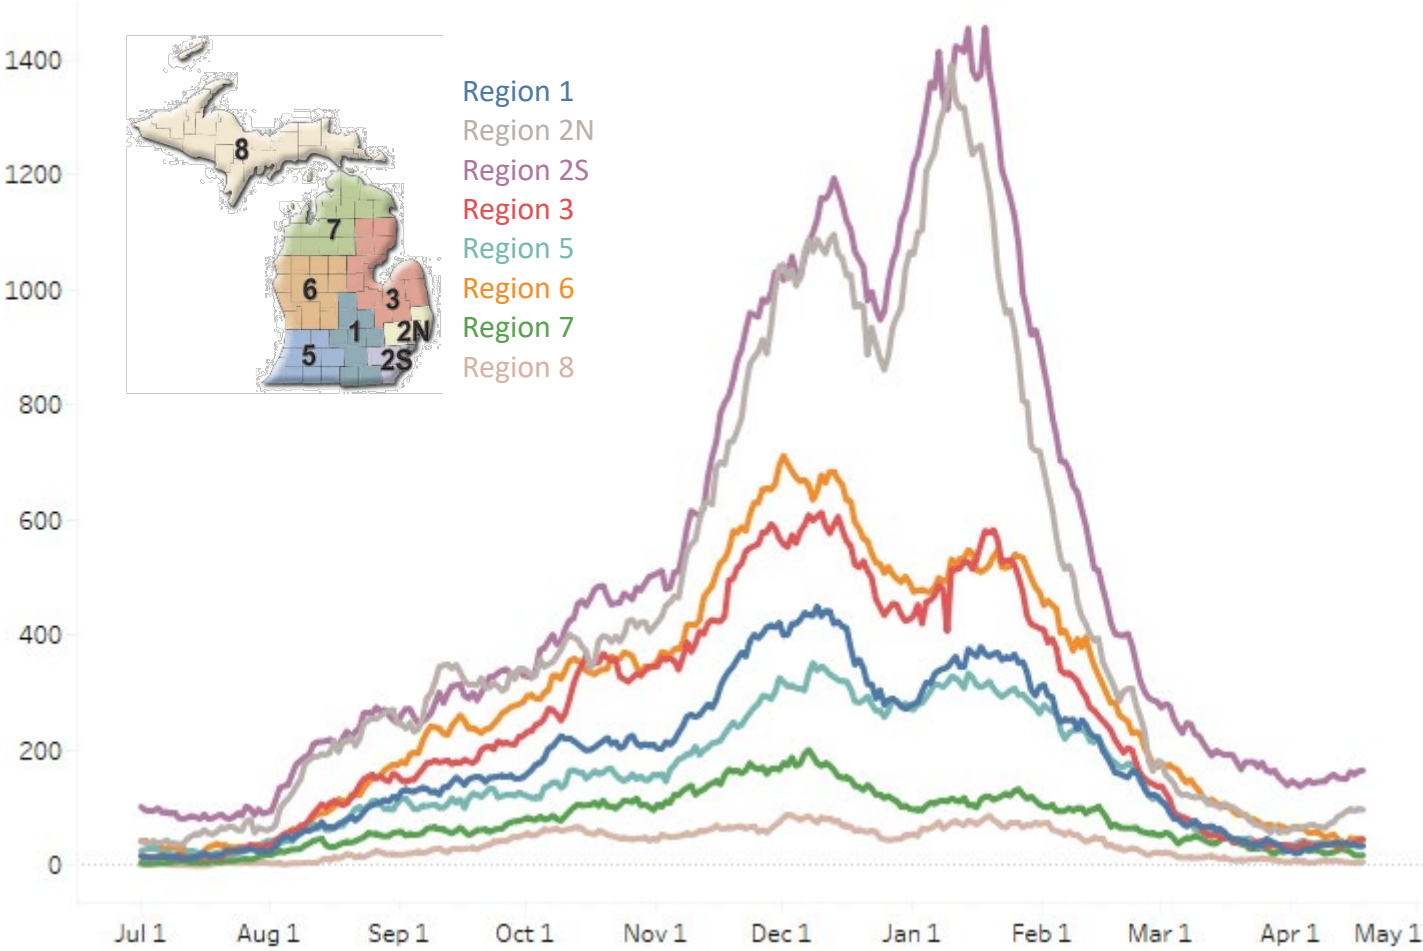 1400
1200
1000
800
600
400
200
0
8
7
6
3
1
2N
5
2S
Region 1
Region 2N
Region 2S
Region 3
Region 5
Region 6
Region 7
Region 8
Jul 1 Aug 1 Sep 1 Oct 1 Nov 1 Dec 1 Jan 1 Feb 1 Mar 1 Apr 1 May 1